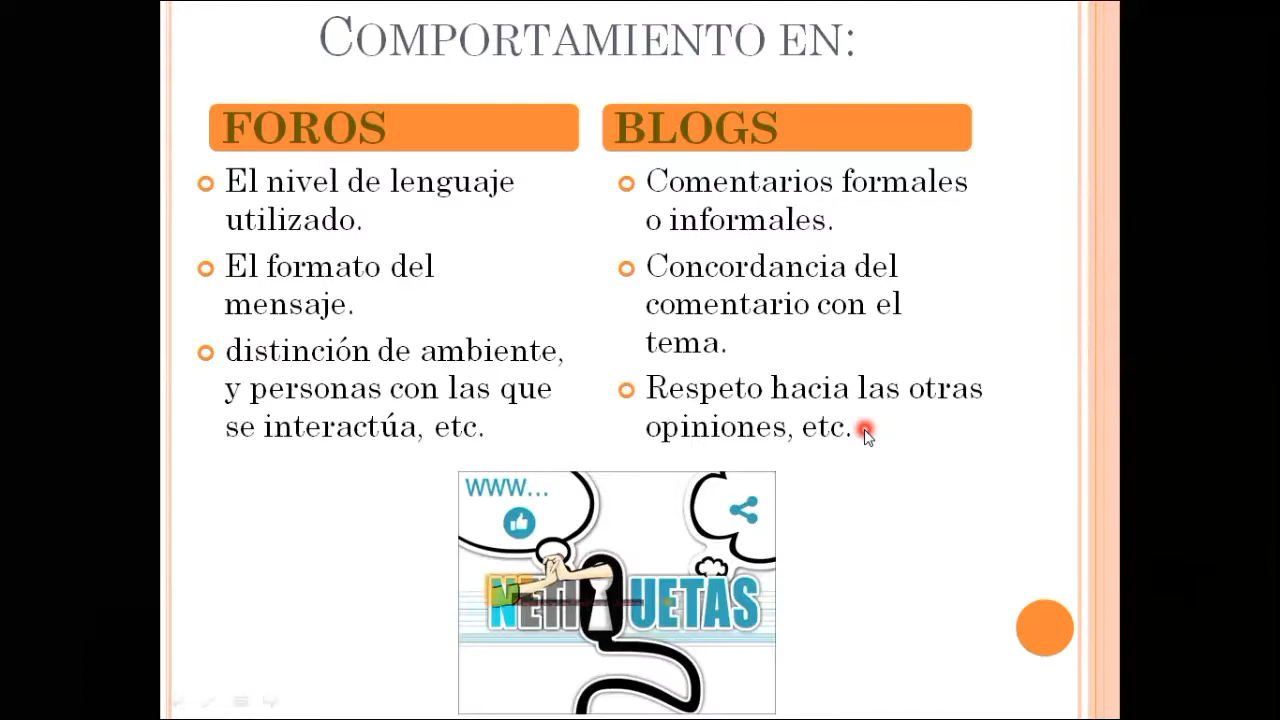 COMPORTAMIENTO EN:
FOROS
El nivel de lenguaje
utilizado.
El formato del
mensaje.
distinción de ambiente,
y personas con las que
se interactúa, etc.
BLOGS
Comentarios formales
o informales.
Concordancia del
comentario con el
tema.
Respeto hacia las otras
opiniones, etc.
WWW...
NETIQUETAS